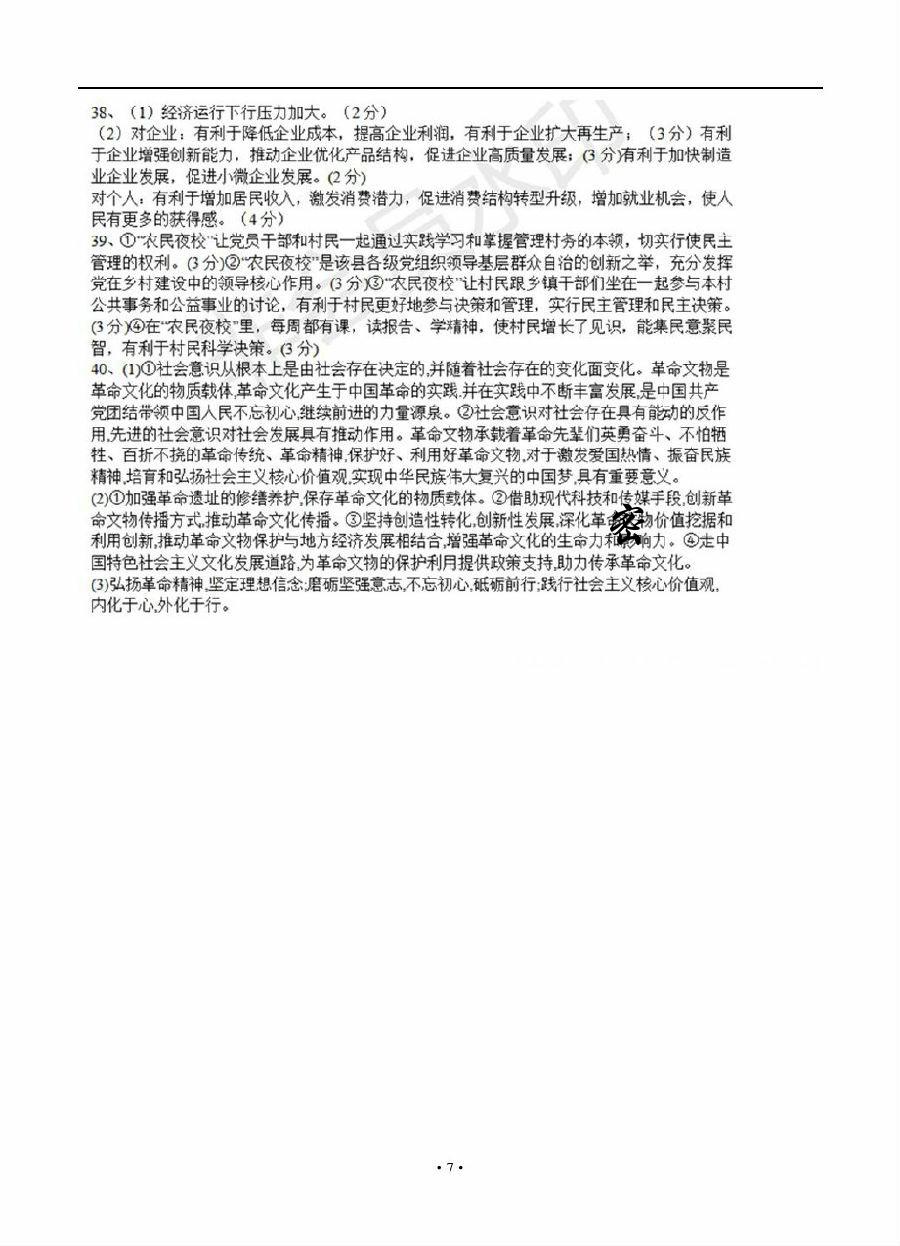 38、（1）经济运行下行压力加大。（2分）
（2）对企业：有利于降低企业成本，提高企业利润，有利于企业扩大再生产；（3分）有利
于企业增强创新能力，推动企业优化产品结构，促进企业高质量发展；(3分)有利于加快制造
业企业发展，促进小微企业发展。(2分)
对个人：有利于增加居民收入，激发消费潜力，促进消费结构转型升级，增加就业机会，使人
民有更多的获得感。（4分）
39、①“农民夜校”让党员干部和村民一起通过实践学习和掌握管理村务的本领，切实行使民主
管理的权利。(3分)②“农民夜校”是该县各级党组织领导基层群众自治的创新之举，充分发挥
党在乡村建设中的领导核心作用。(3分)③“农民夜校”让村民跟乡镇干部们坐在一起参与本村
公共事务和公益事业的讨论，有利于村民更好地参与决策和管理，实行民主管理和民主决策。
(3分)④在“农民夜校”里，每周都有课，读报告、学精神，使村民增长了见识，能集民意聚民
智，有利于村民科学决策。(3分)
40、(1)①社会意识从根本上是由社会存在决定的,并随着社会存在的变化面变化。革命文物是
革命文化的物质载体,革命文化产生于中国革命的实践.并在实践中不断丰富发展,是中国共产
党团结带领中国人民不忘初心,继续前进的力量源泉。②社会意识对社会存在具有能动的反作
用,先进的社会意识对社会发展具有推动作用。革命文物承载着革命先辈们英勇奋斗、不怕牺
牲、百折不挠的革命传统、革命精神,保护好、利用好革命文物,对于激发爱国热情、振奋民族
精神,培育和弘扬社会主义核心价值观,实现中华民族伟大复兴的中国梦,具有重要意义。
(2)①加强革命遗址的修缮养护,保存革命文化的物质载体。②借助现代科技和传媒手段,创新革
命文物传播方式,推动革命文化传播。③坚持创造性转化,创新性发展,深化革命物价值挖掘和
利用创新,推动革命文物保护与地方经济发展相结合,增强革命文化的生命力和影响力。④走中
国特色社会主义文化发展道路,为革命文物的保护利用提供政策支持,助力传承革命文化。
(3)弘扬革命精神,坚定理想信念;磨砺坚强意志,不忘初心,砥砺前行;践行社会主义核心价值观,
内化于心,外化于行。
密
• 7 •